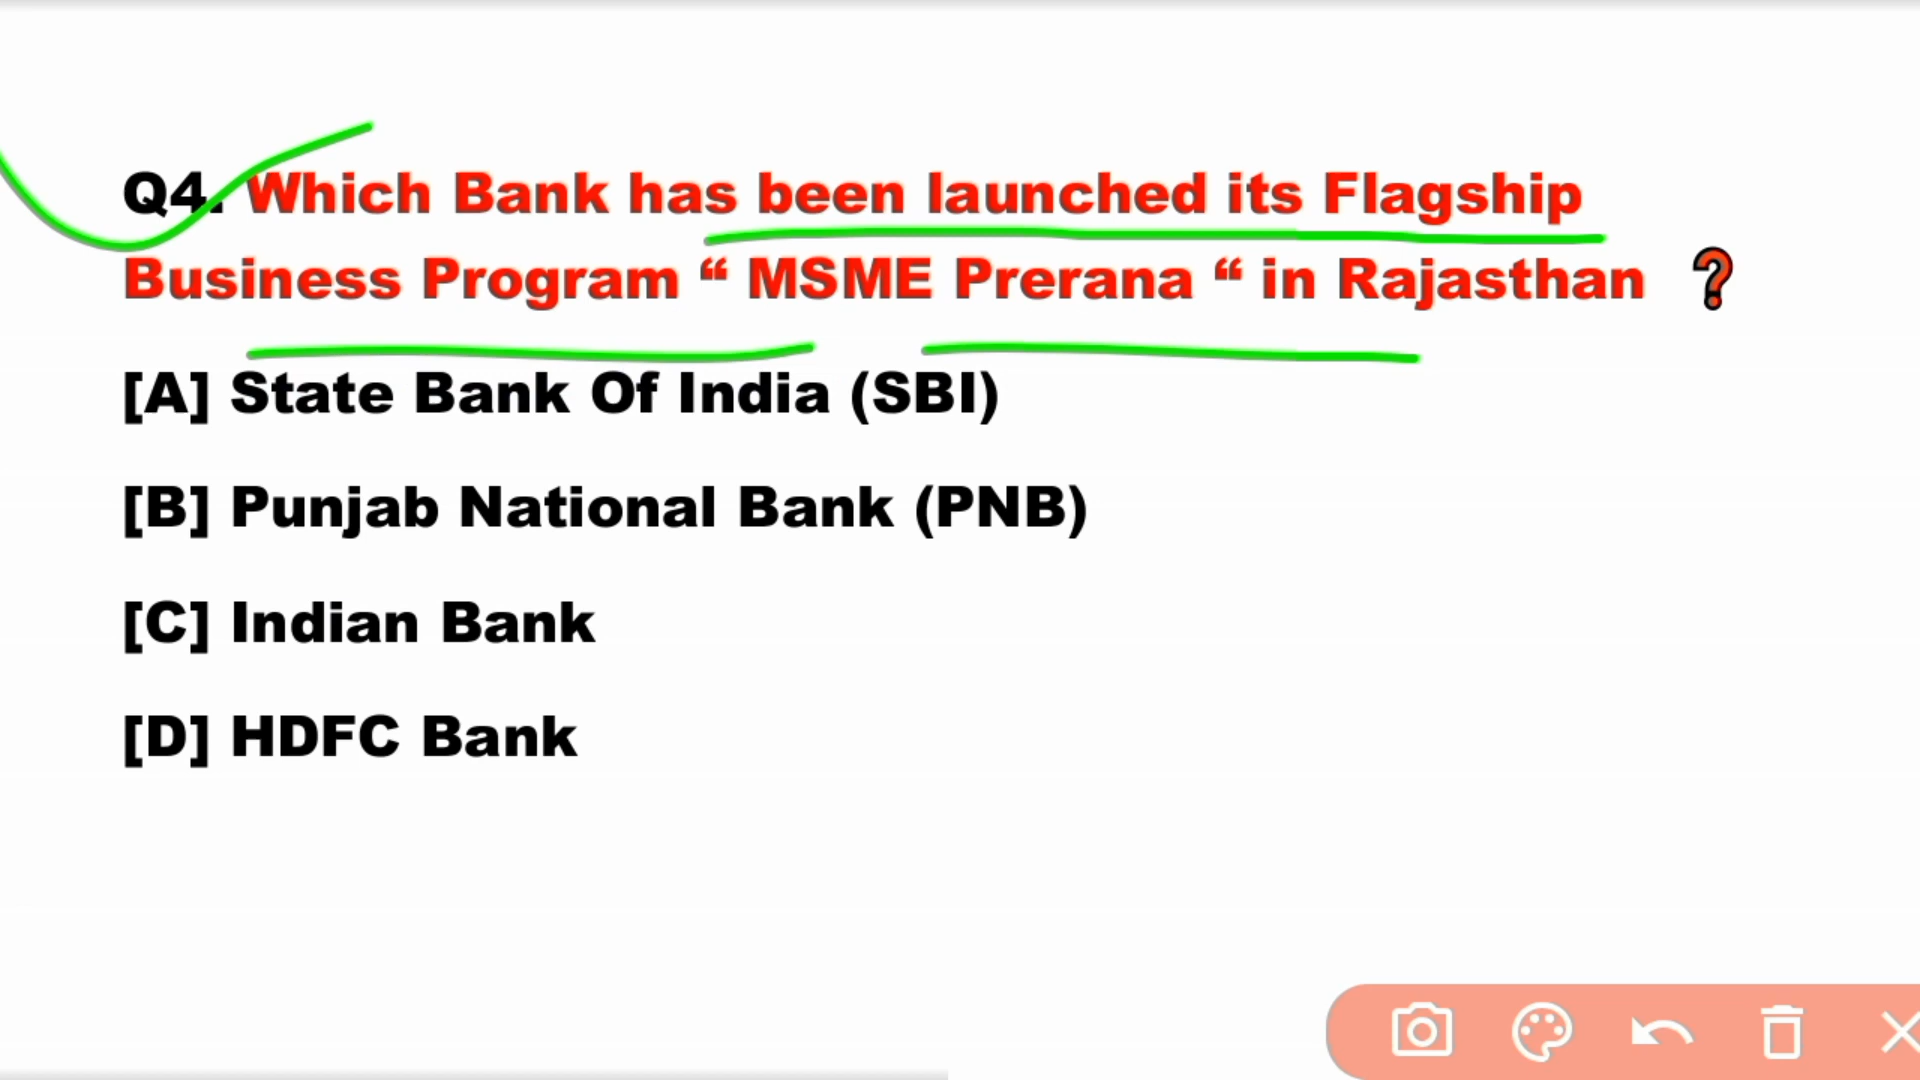 Q4. Which Bank has been launched its Flagship
Business Program “ MSME Prerana “ in Rajasthan ❓
[A] State Bank Of India (SBI)
[B] Punjab National Bank (PNB)
[C] Indian Bank
[D] HDFC Bank